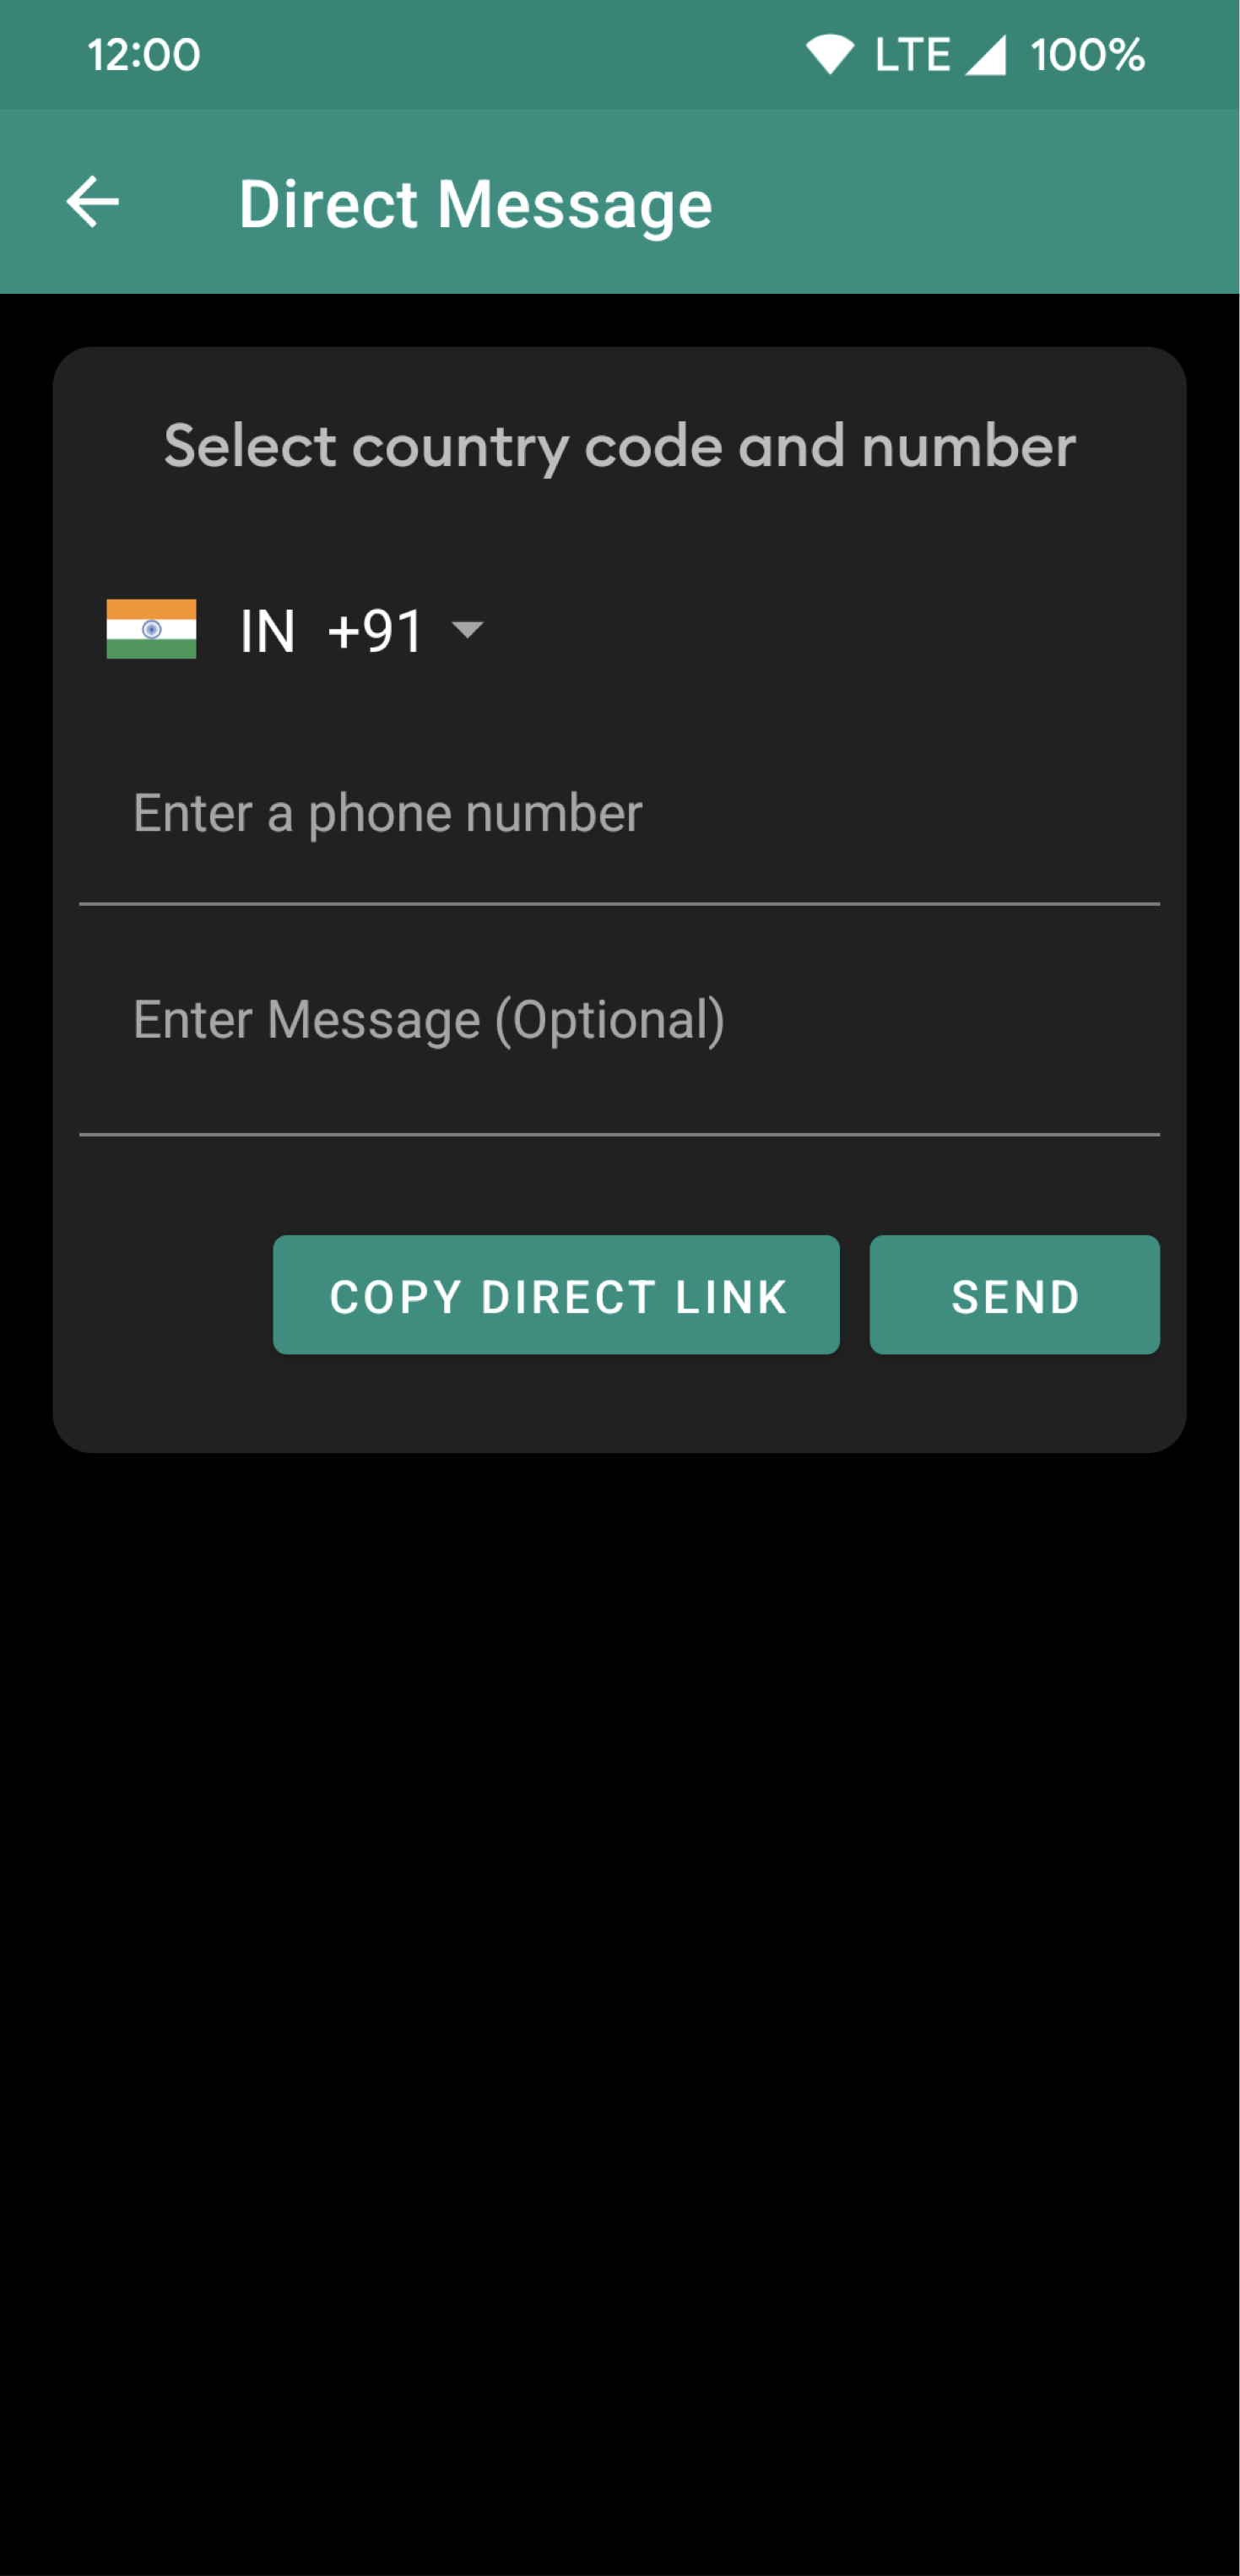 12:00 LTE 100%
Direct Message
Select country code and number
IN +91
Enter a phone number
Enter Message (Optional)
COPY DIRECT LINK SEND